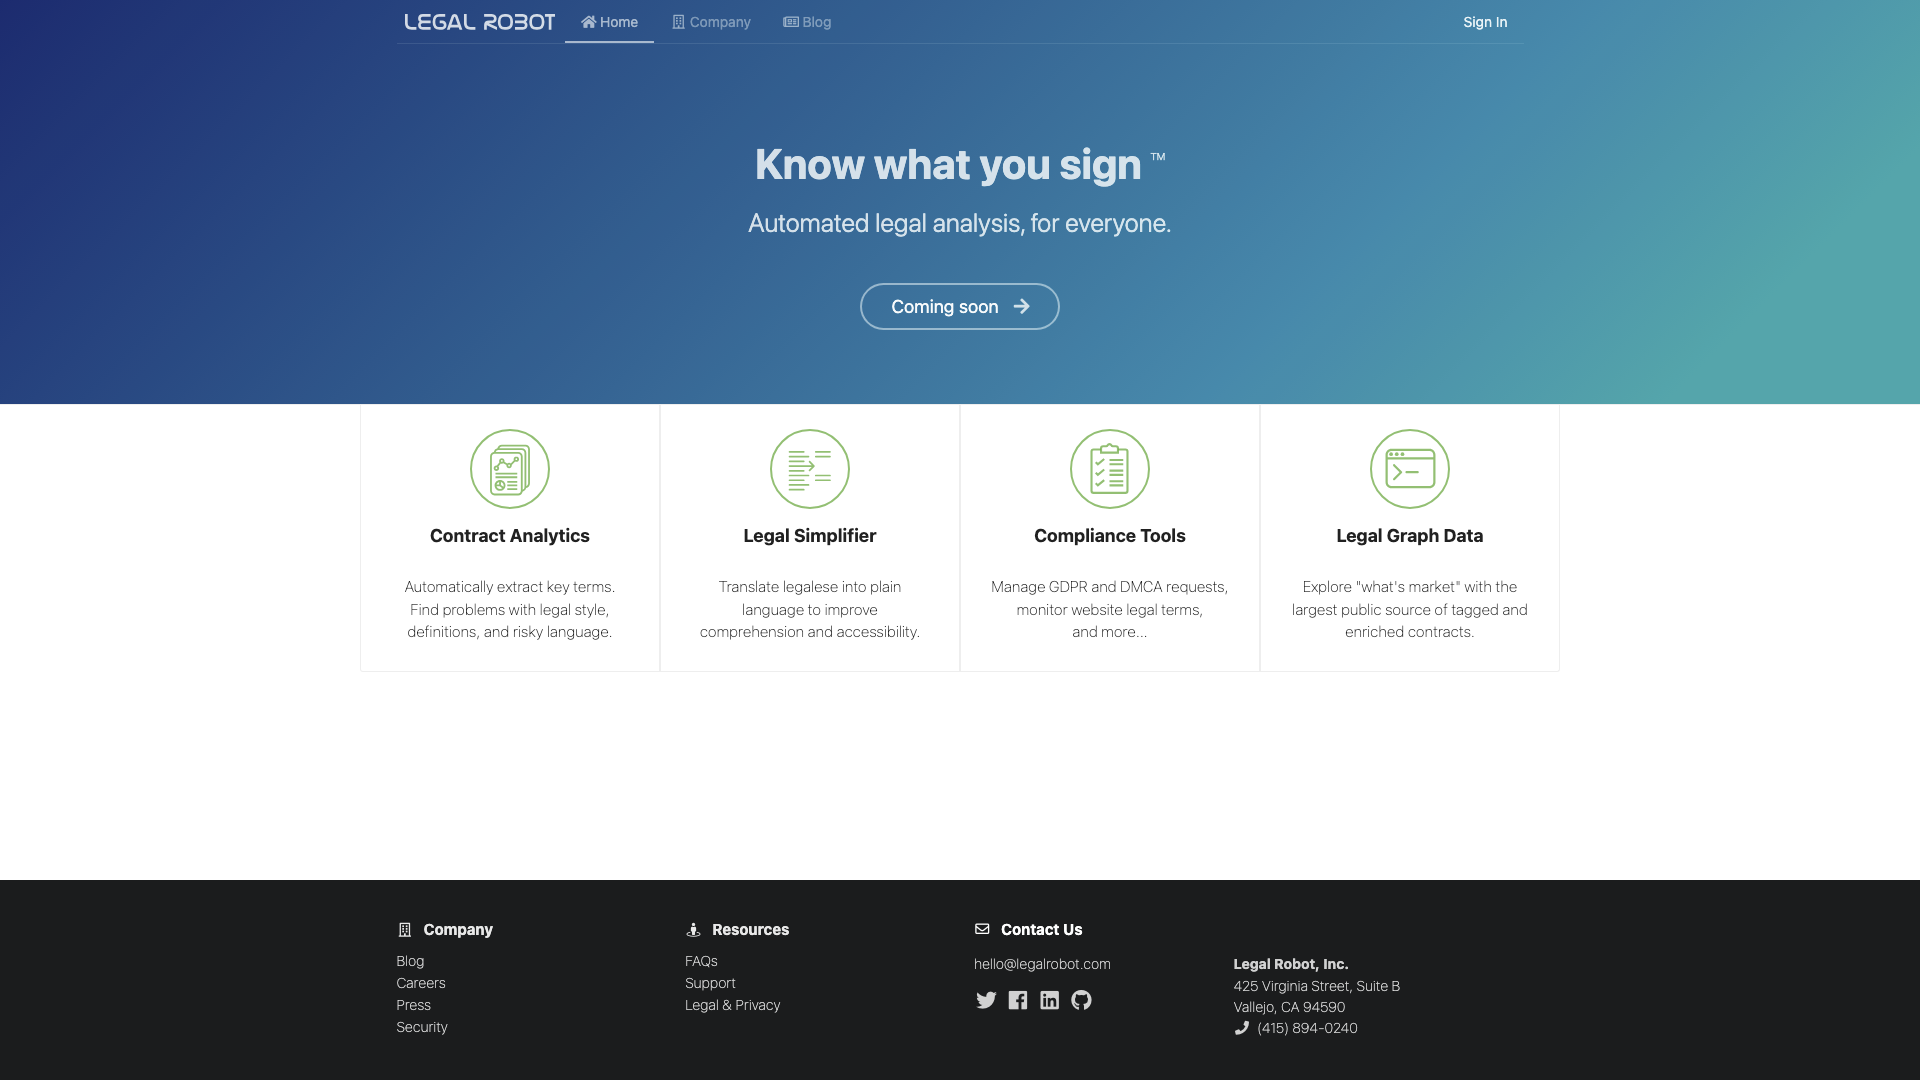 LEGAL ROBOT
Home
Company
Blog
Sign In
Know what you sign ™
Automated legal analysis, for everyone.
Coming soon
Contract Analytics
Automatically extract key terms.
Find problems with legal style,
definitions, and risky language.
Legal Simplifier
Translate legalese into plain
language to improve
comprehension and accessibility.
Compliance Tools
Manage GDPR and DMCA requests,
monitor website legal terms,
and more...
Legal Graph Data
Explore "what's market" with the
largest public source of tagged and
enriched contracts.
Company
Blog
Careers
Press
Security
Resources
FAQs
Support
Legal & Privacy
Contact Us
hello@legalrobot.com
Legal Robot, Inc.
425 Virginia Street, Suite B
Vallejo, CA 94590
(415) 894-0240